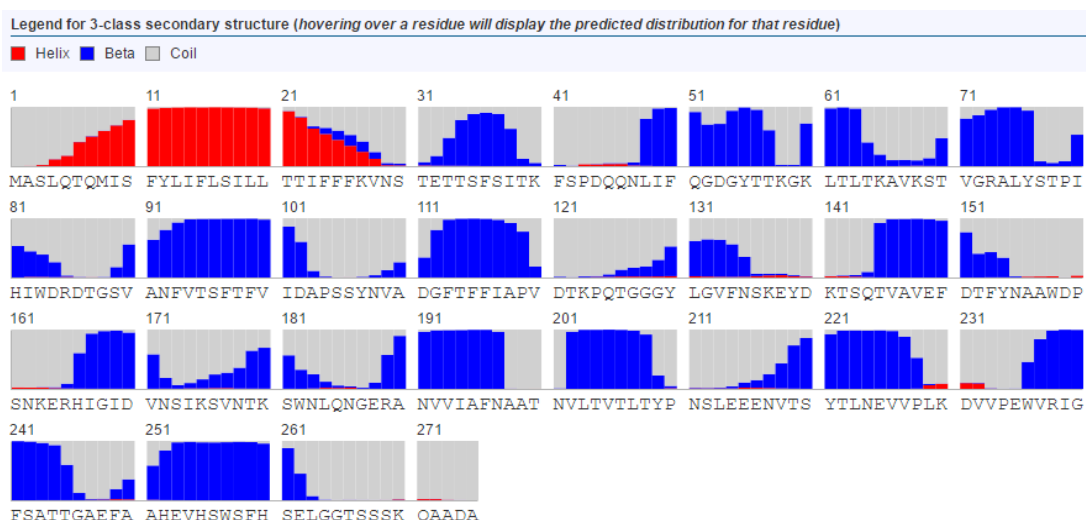 Legend for 3-class secondary structure (hovering over a residue will display the predicted distribution for that residue)
Helix Beta Coil
1 11 21 31 41 51 61 71
MASLQTQMIS FYLIFLSILL TTIFFFKVNS TETTSFSITK FSPDQQNLIF QGDGYTTKGK LTLTKAVKST VGRALYSTPI
81 91 101 111 121 131 141 151
HIWDRDTGSV ANFVTSFTFV IDAPSSYNVA DGFTFFIAPV DTKPQTGGGY LGVFNSKEYD KTSQTVAVEF DTFYNAAWDP
161 171 181 191 201 211 221 231
SNKERHIGID VNSIKSVNTK SWNLQNGERA NVVIAFNAAT NVLTVTLTYP NSLEEENVTS YTLNEVVPLK DVVPEWVRIG
241 251 261 271
FSATTGAEFA AHEVHSWSFH SELGGTSSSK QAADA